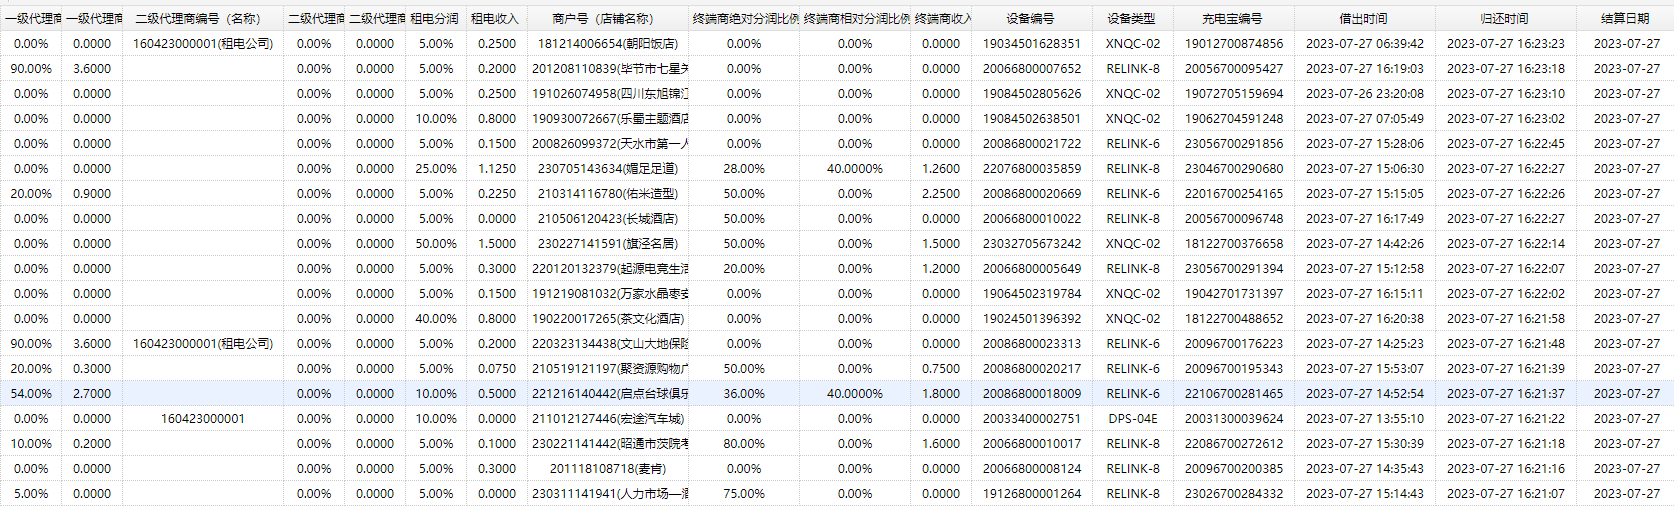 一级代理商 一级代理商 二级代理商编号（名称） 二级代理商 二级代理商 租电分润 租电收入 商户号（店铺名称） 终端商绝对分润比例 终端商相对分润比例 终端商收入 设备编号 设备类型 充电宝编号 借出时间 归还时间 结算日期
0.00% 0.0000 160423000001(租电公司) 0.00% 0.0000 5.00% 0.2500 181214006654(朝阳饭店) 0.00% 0.00% 0.0000 19034501628351 XNQC-02 19012700874856 2023-07-27 06:39:42 2023-07-27 16:23:23 2023-07-27
90.00% 3.6000 0.00% 0.0000 5.00% 0.2000 201208110839(毕节市七星关 0.00% 0.00% 0.0000 20066800007652 RELINK-8 20056700095427 2023-07-27 16:19:03 2023-07-27 16:23:18 2023-07-27
0.00% 0.0000 0.00% 0.0000 5.00% 0.2500 191026074958(四川东旭锦江 0.00% 0.00% 0.0000 19084502805626 XNQC-02 19072705159694 2023-07-26 23:20:08 2023-07-27 16:23:10 2023-07-27
0.00% 0.0000 0.00% 0.0000 10.00% 0.8000 190930072667(乐蜀主题酒店 0.00% 0.00% 0.0000 19084502638501 XNQC-02 19062704591248 2023-07-27 07:05:49 2023-07-27 16:23:02 2023-07-27
0.00% 0.0000 0.00% 0.0000 5.00% 0.1500 200826099372(天水市第一人 0.00% 0.00% 0.0000 20086800021722 RELINK-6 23056700291856 2023-07-27 15:28:06 2023-07-27 16:22:45 2023-07-27
0.00% 0.0000 0.00% 0.0000 25.00% 1.1250 230705143634(媚足足道) 28.00% 40.0000% 1.2600 22076800035859 RELINK-8 23046700290680 2023-07-27 15:06:30 2023-07-27 16:22:27 2023-07-27
20.00% 0.9000 0.00% 0.0000 5.00% 0.2250 210314116780(佑米造型) 50.00% 0.00% 2.2500 20086800020669 RELINK-6 22016700254165 2023-07-27 15:15:05 2023-07-27 16:22:26 2023-07-27
0.00% 0.0000 0.00% 0.0000 5.00% 0.0000 210506120423(长城酒店) 50.00% 0.00% 0.0000 20066800010022 RELINK-8 20056700096748 2023-07-27 16:17:49 2023-07-27 16:22:27 2023-07-27
0.00% 0.0000 0.00% 0.0000 50.00% 1.5000 230227141591(旗泾名居) 50.00% 0.00% 1.5000 23032705673242 XNQC-02 18122700376658 2023-07-27 14:42:26 2023-07-27 16:22:14 2023-07-27
0.00% 0.0000 0.00% 0.0000 5.00% 0.3000 220120132379(起源电竞生活 20.00% 0.00% 1.2000 20066800005649 RELINK-8 23056700291394 2023-07-27 15:12:58 2023-07-27 16:22:07 2023-07-27
0.00% 0.0000 0.00% 0.0000 5.00% 0.1500 191219081032(万家水晶枣安 0.00% 0.00% 0.0000 19064502319784 XNQC-02 19042701731397 2023-07-27 16:15:11 2023-07-27 16:22:02 2023-07-27
0.00% 0.0000 0.00% 0.0000 40.00% 0.8000 190220017265(茶文化酒店) 0.00% 0.00% 0.0000 19024501396392 XNQC-02 18122700488652 2023-07-27 16:20:38 2023-07-27 16:21:58 2023-07-27
90.00% 3.6000 160423000001(租电公司) 0.00% 0.0000 5.00% 0.2000 220323134438(文山大地保险 0.00% 0.00% 0.0000 20086800023313 RELINK-6 20096700176223 2023-07-27 14:25:23 2023-07-27 16:21:48 2023-07-27
20.00% 0.3000 0.00% 0.0000 5.00% 0.0750 210519121197(聚资源购物广 50.00% 0.00% 0.7500 20086800020217 RELINK-6 20096700195343 2023-07-27 15:53:07 2023-07-27 16:21:39 2023-07-27
54.00% 2.7000 0.00% 0.0000 10.00% 0.5000 221216140442(启点台球俱乐 36.00% 40.0000% 1.8000 20086800018009 RELINK-6 22106700281465 2023-07-27 14:52:54 2023-07-27 16:21:37 2023-07-27
0.00% 0.0000 160423000001 0.00% 0.0000 10.00% 0.0000 211012127446(宏途汽车城) 0.00% 0.00% 0.0000 20033400002751 DPS-04E 20031300039624 2023-07-27 13:55:10 2023-07-27 16:21:22 2023-07-27
10.00% 0.2000 0.00% 0.0000 5.00% 0.1000 230221141442(昭通市茨院 80.00% 0.00% 1.6000 20066800010017 RELINK-8 22086700272612 2023-07-27 15:30:39 2023-07-27 16:21:18 2023-07-27
0.00% 0.0000 0.00% 0.0000 5.00% 0.3000 201118108718(麦肯) 0.00% 0.00% 0.0000 20066800008124 RELINK-8 20096700200385 2023-07-27 14:35:43 2023-07-27 16:21:16 2023-07-27
5.00% 0.0000 0.00% 0.0000 5.00% 0.0000 230311141941(人力市场—酒 75.00% 0.00% 0.0000 19126800001264 RELINK-8 23026700284332 2023-07-27 15:14:43 2023-07-27 16:21:07 2023-07-27